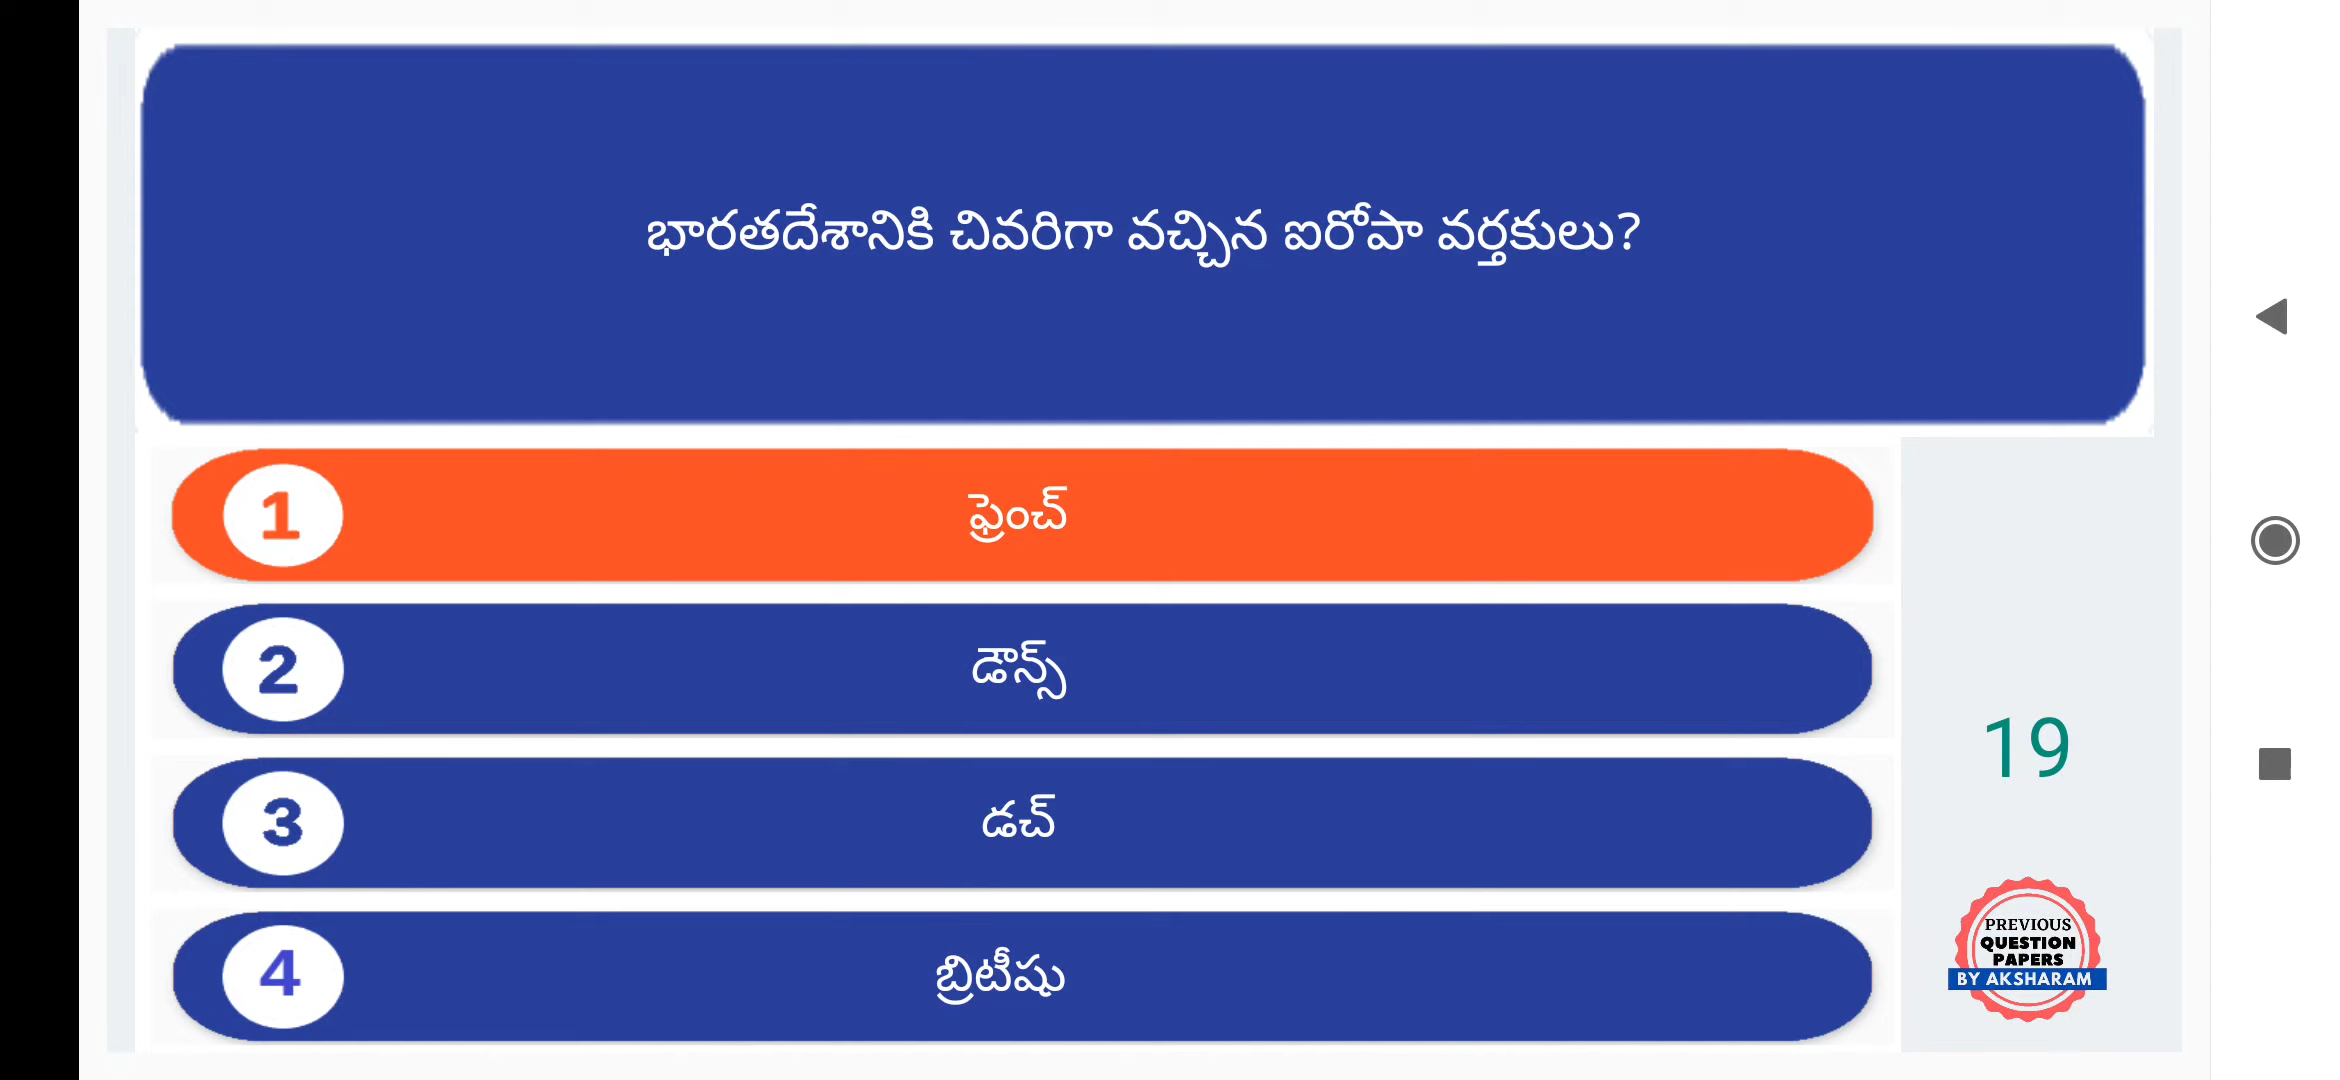 భారతదేశానికి చివరిగా వచ్చిన ఐరోపా వర్తకులు?
1 ఫ్రెంచ్
2 డౌన్స్
3 డచ్
4 బ్రిటీషు
19
PREVIOUS
QUESTION
PAPERS
BY AKSHARAM